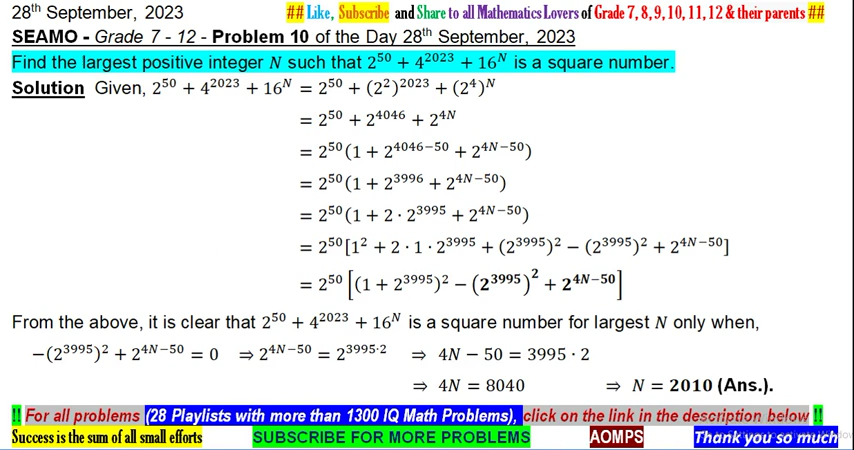 28th September, 2023 ## Like, Subscribe and Share to all Mathematics Lovers of Grade 7, 8, 9, 10, 11, 12 & their parents ##
SEAMO - Grade 7 - 12 - Problem 10 of the Day 28th September, 2023
Find the largest positive integer N such that 2^50 + 4^2023 + 16^N is a square number.
Solution Given, 2^50 + 4^2023 + 16^N = 2^50 + (2^2)^2023 + (2^4)^N
= 2^50 + 2^4046 + 2^4N
= 2^50(1 + 2^4046−50 + 2^4N−50)
= 2^50(1 + 2^3996 + 2^4N−50)
= 2^50(1 + 2 · 2^3995 + 2^4N−50)
= 2^50[1^2 + 2 · 1 · 2^3995 + (2^3995)^2 − (2^3995)^2 + 2^4N−50]
= 2^50[(1 + 2^3995)^2 − (2^3995)^2 + 2^4N−50]
From the above, it is clear that 2^50 + 4^2023 + 16^N is a square number for largest N only when,
−(2^3995)^2 + 2^4N−50 = 0 ⇒ 2^4N−50 = 2^3995·2 ⇒ 4N − 50 = 3995 · 2
⇒ 4N = 8040 ⇒ N = 2010 (Ans.).
!! For all problems (28 Playlists with more than 1300 IQ Math Problems), click on the link in the description below !!
Success is the sum of all small efforts SUBSCRIBE FOR MORE PROBLEMS AOMPS Thank you so much